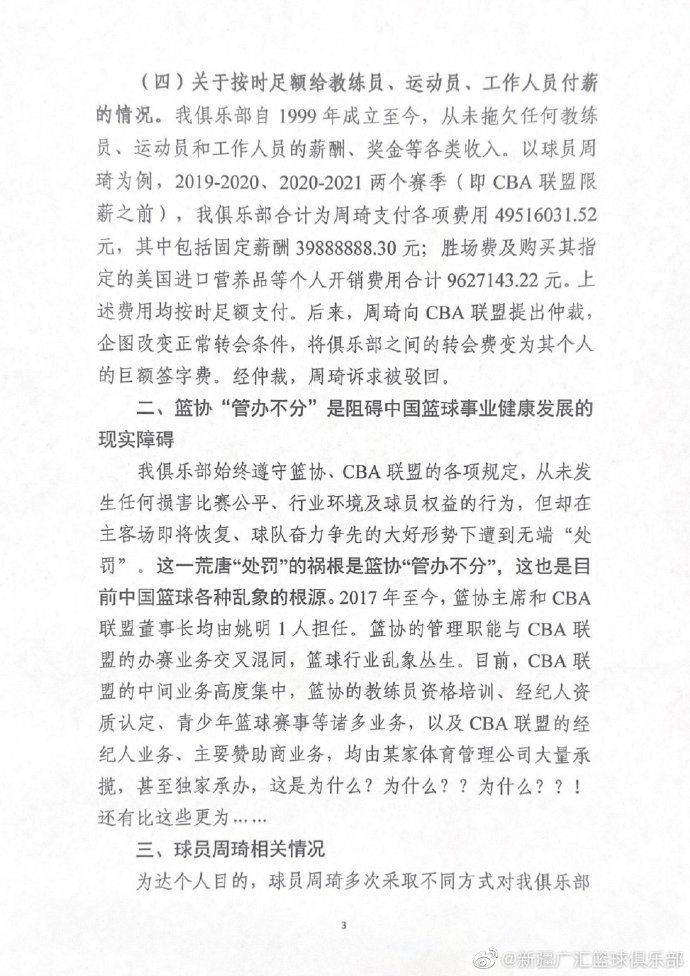 （四）关于按时足额给教练员、运动员、工作人员付薪
的情况。我俱乐部自 1999 年成立至今，从未拖欠任何教练
员、运动员和工作人员的薪酬、奖金等各类收入。以球员周
琦为例，2019-2020、2020-2021 两个赛季（即 CBA 联盟限
薪之前），我俱乐部合计为周琦支付各项费用 49516031.52
元，其中包括固定薪酬 39888888.30 元；胜场费及购买其指
定的美国进口营养品等个人开销费用合计 9627143.22 元。上
述费用均按时足额支付。后来，周琦向 CBA 联盟提出仲裁，
企图改变正常转会条件，将俱乐部之间的转会费变为其个人
的巨额签字费。经仲裁，周琦诉求被驳回。
二、篮协“管办不分”是阻碍中国篮球事业健康发展的
现实障碍
我俱乐部始终遵守篮协、CBA 联盟的各项规定，从未发
生任何损害比赛公平、行业环境及球员权益的行为，但却在
主客场即将恢复、球队奋力争先的大好形势下遭到无端“处
罚”。这一荒唐“处罚”的祸根是篮协“管办不分”，这也是目
前中国篮球各种乱象的根源。2017 年至今，篮协主席和 CBA
联盟董事长均由姚明 1 人担任。篮协的管理职能与 CBA 联
盟的办赛业务交叉混同，篮球行业乱象丛生。目前，CBA 联
盟的中间业务高度集中，篮协的教练员资格培训、经纪人资
质认定、青少年篮球赛事等诸多业务，以及 CBA 联盟的经
纪人业务、主要赞助商业务，均由某家体育管理公司大量承
揽，甚至独家承办，这是为什么？为什么？？为什么？？！
还有比这些更为……
三、球员周琦相关情况
为达个人目的，球员周琦多次采取不同方式对我俱乐部
3
@新疆广汇篮球俱乐部